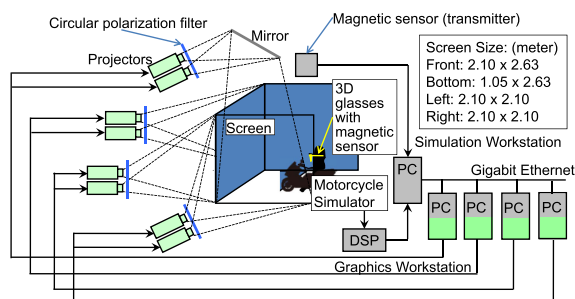 Circular polarization filter
Mirror
Magnetic sensor (transmitter)
Projectors
Screen Size: (meter)
Front: 2.10 x 2.63
Bottom: 1.05 x 2.63
Left: 2.10 x 2.10
Right: 2.10 x 2.10
3D
glasses
with
magnetic
sensor
Screen
Simulation Workstation
Gigabit Ethernet
PC
Motorcycle
Simulator
PC
PC
PC
PC
DSP
Graphics Workstation